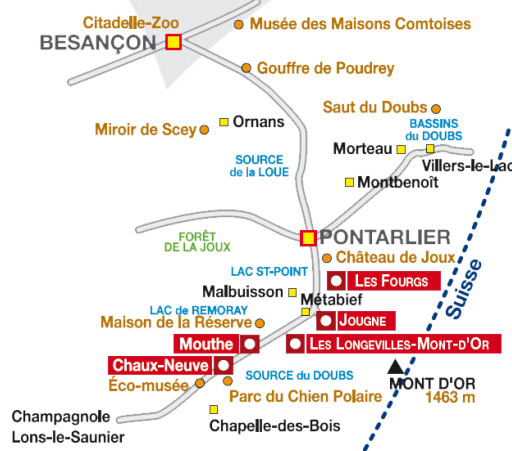 Citadelle-Zoo
Musée des Maisons Comtoises
BESANÇON
Gouffre de Poudrey
Saut du Doubs
Miroir de Scey
Ornans
BASSINS
du DOUBS
Morteau
Villers-le-Lac
SOURCE
de la LOUE
Montbenoît
FORÊT
DE LA JOUX
PONTARLIER
Château de Joux
LAC ST-POINT
LES FOURGS
Malbuisson
Métabief
Suisse
LAC de REMORAY
Maison de la Réserve
JOUGNE
Mouthe
LES LONGEVILLES-MONT-D'OR
Chaux-Neuve
SOURCE du DOUBS
Éco-musée
Parc du Chien Polaire
MONT D'OR
1463 m
Champagnole
Lons-le-Saunier
Chapelle-des-Bois